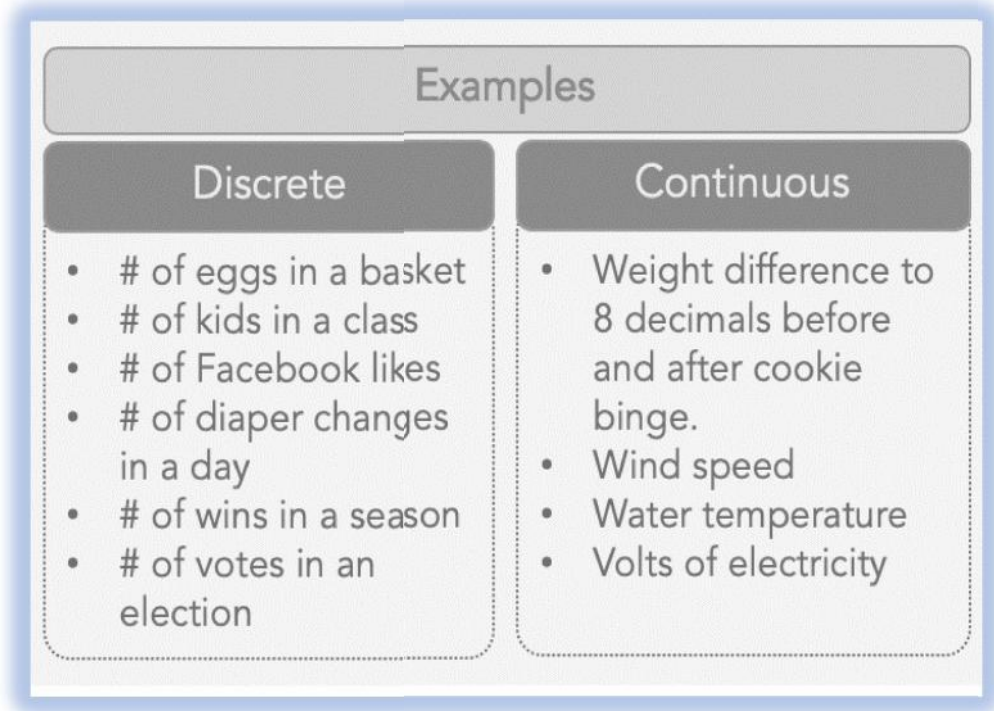 Examples
Discrete
• # of eggs in a basket
• # of kids in a class
• # of Facebook likes
• # of diaper changes
in a day
• # of wins in a season
• # of votes in an
election
Continuous
• Weight difference to
8 decimals before
and after cookie
binge.
• Wind speed
• Water temperature
• Volts of electricity